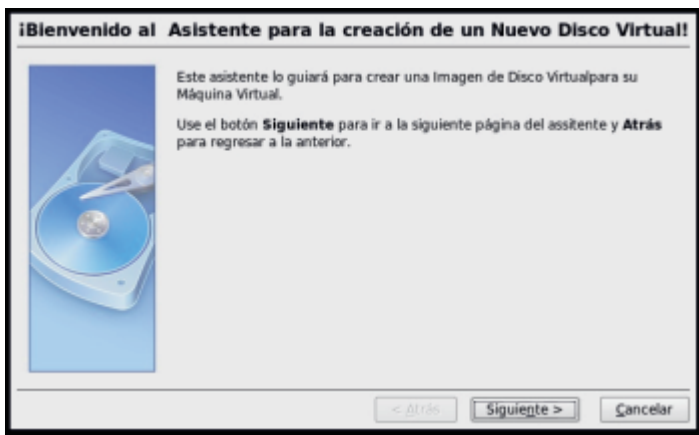 ¡Bienvenido al Asistente para la creación de un Nuevo Disco Virtual!
Este asistente lo guiará para crear una Imagen de Disco Virtualpara su
Máquina Virtual.
Use el botón Siguiente para ir a la siguiente página del assitente y Atrás
para regresar a la anterior.
< Atrás
Siguiente >
Cancelar